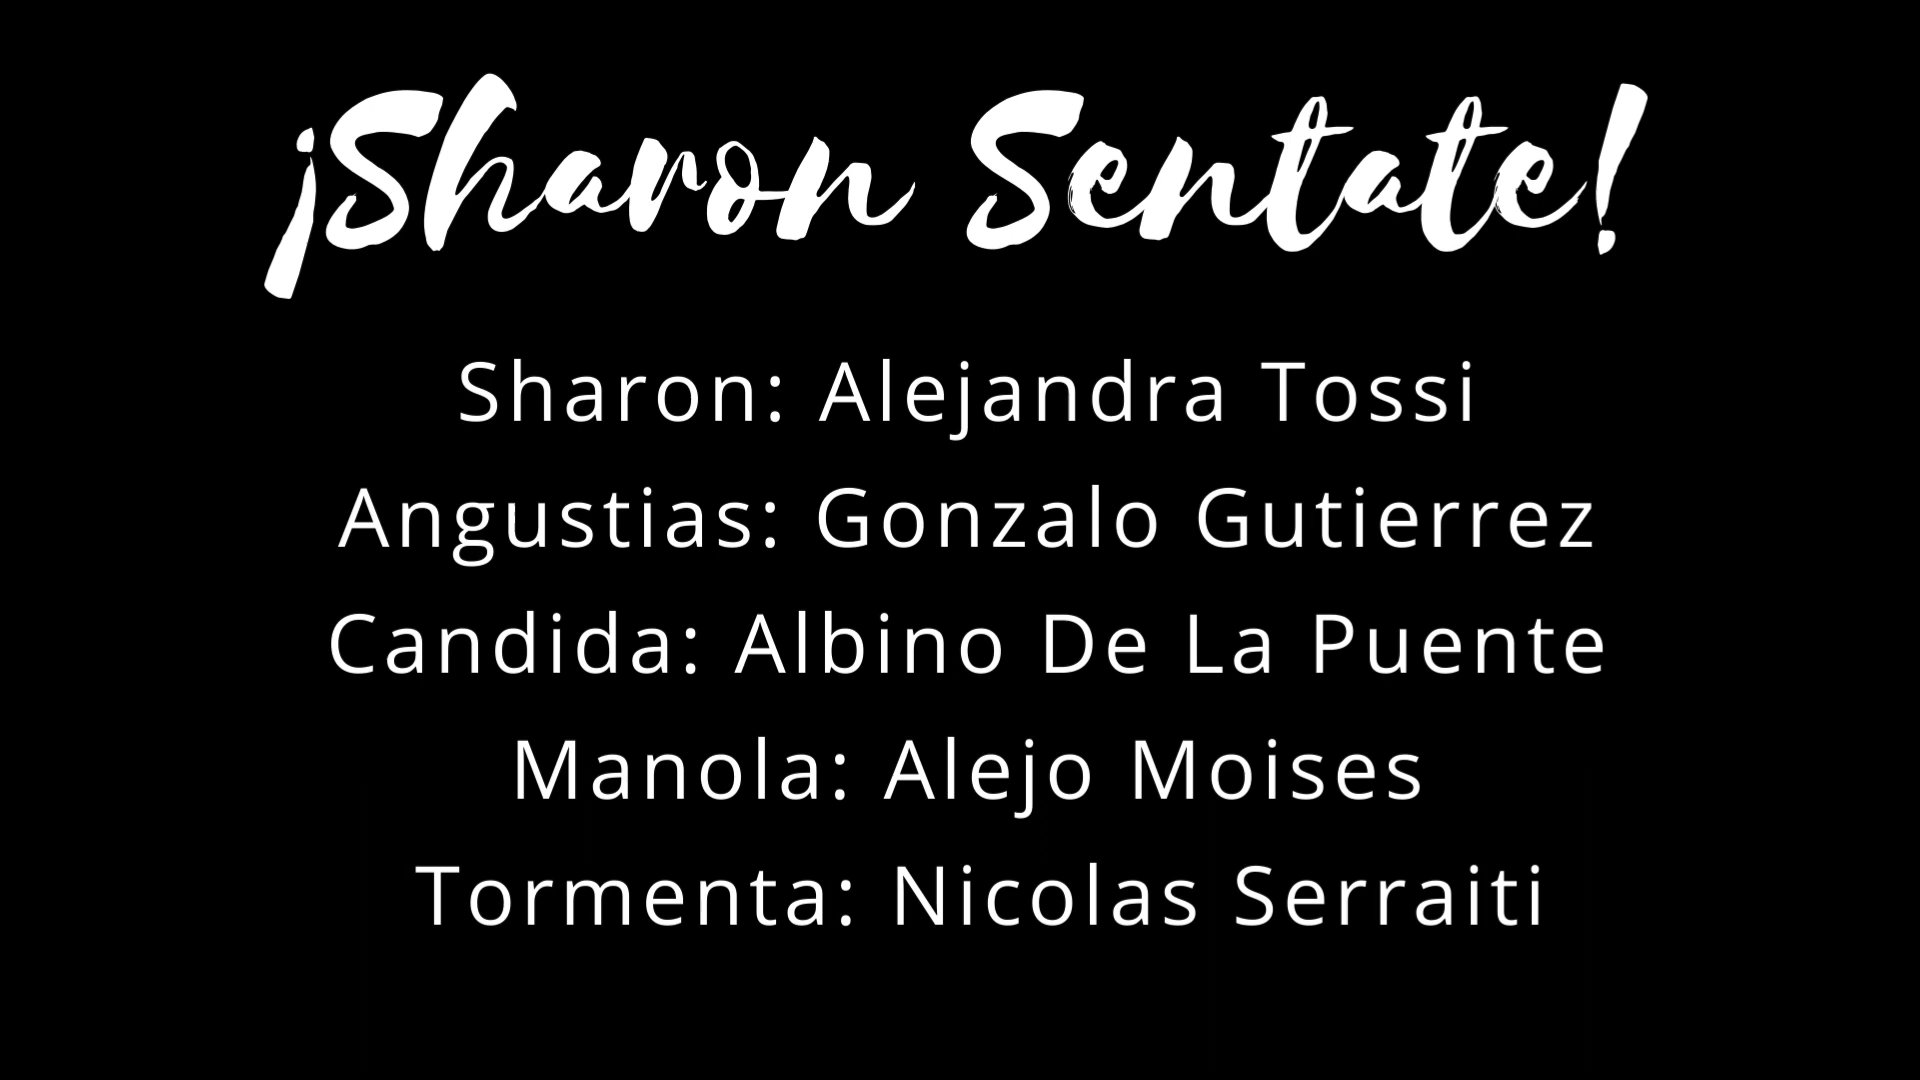 ¡Sharon Sentate!
Sharon: Alejandra Tossi
Angustias: Gonzalo Gutierrez
Candida: Albino De La Puente
Manola: Alejo Moises
Tormenta: Nicolas Serraiti